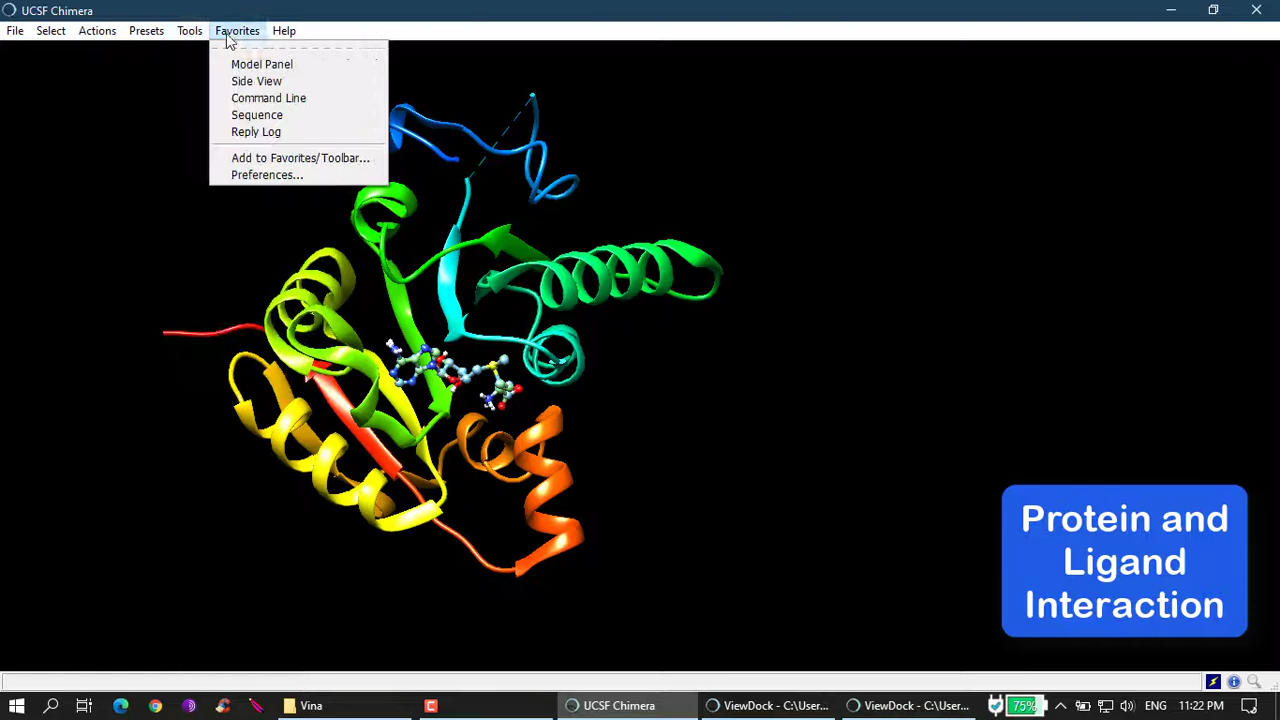 UCSF Chimera
File Select Actions Presets Tools Favorites Help
Model Panel
Side View
Command Line
Sequence
Reply Log
Add to Favorites/Toolbar...
Preferences...
Protein and
Ligand
Interaction
Vina
UCSF Chimera
ViewDock - C:\User...
ViewDock - C:\User...
75%
ENG
11:22 PM